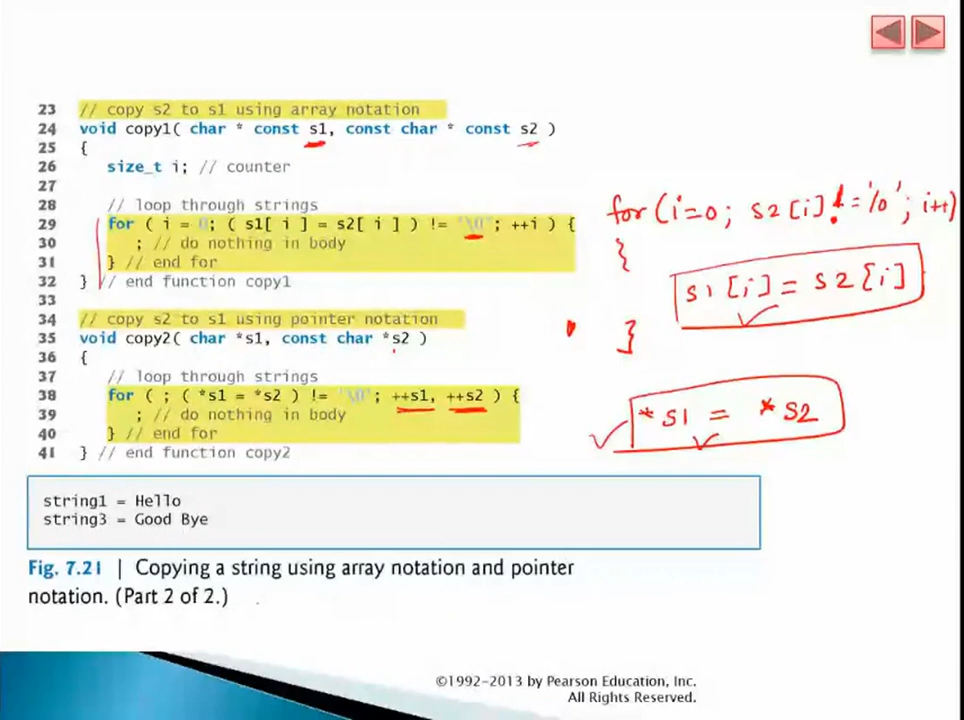 23 // copy s2 to s1 using array notation
24 void copy1( char * const s1, const char * const s2 )
25 {
26 size_t i; // counter
27
28 // loop through strings
29 for ( i = 0; ( s1[ i ] = s2[ i ] ) != '\0'; ++i ) {
30 ; // do nothing in body
31 } // end for
32 } // end function copy1
33
34 // copy s2 to s1 using pointer notation
35 void copy2( char *s1, const char *s2 )
36 {
37 // loop through strings
38 for ( ; ( *s1 = *s2 ) != '\0'; ++s1, ++s2 ) {
39 ; // do nothing in body
40 } // end for
41 } // end function copy2
for (i=0; s2[i] != '\0'; i++)
{
s1[i] = s2[i]
}
*s1 = *s2
string1 = Hello
string3 = Good Bye
Fig. 7.21 | Copying a string using array notation and pointer
notation. (Part 2 of 2.)
©1992-2013 by Pearson Education, Inc.
All Rights Reserved.